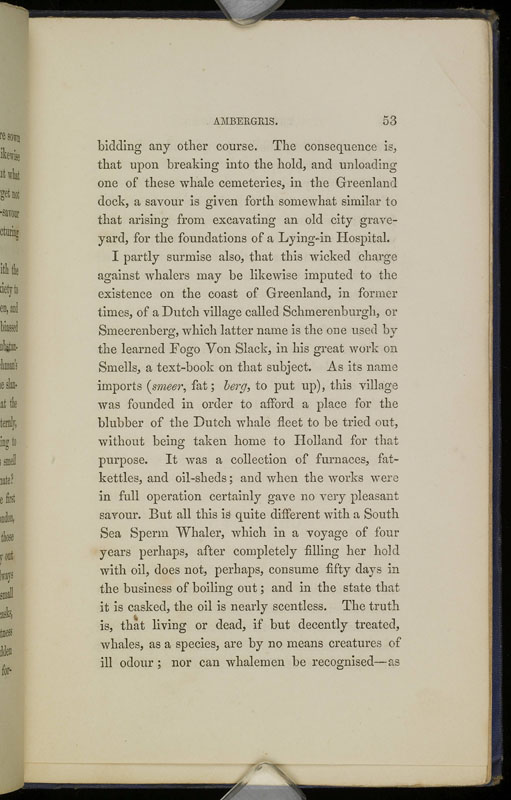 AMBERGRIS. 53
bidding any other course. The consequence is,
that upon breaking into the hold, and unloading
one of these whale cemeteries, in the Greenland
dock, a savour is given forth somewhat similar to
that arising from excavating an old city grave-
yard, for the foundations of a Lying-in Hospital.
I partly surmise also, that this wicked charge
against whalers may be likewise imputed to the
existence on the coast of Greenland, in former
times, of a Dutch village called Schmerenburgh, or
Smeerenberg, which latter name is the one used by
the learned Fogo Von Slack, in his great work on
Smells, a text-book on that subject. As its name
imports (smeer, fat; berg, to put up), this village
was founded in order to afford a place for the
blubber of the Dutch whale fleet to be tried out,
without being taken home to Holland for that
purpose. It was a collection of furnaces, fat-
kettles, and oil-sheds; and when the works were
in full operation certainly gave no very pleasant
savour. But all this is quite different with a South
Sea Sperm Whaler, which in a voyage of four
years perhaps, after completely filling her hold
with oil, does not, perhaps, consume fifty days in
the business of boiling out; and in the state that
it is casked, the oil is nearly scentless. The truth
is, that living or dead, if but decently treated,
whales, as a species, are by no means creatures of
ill odour; nor can whalemen be recognised—as